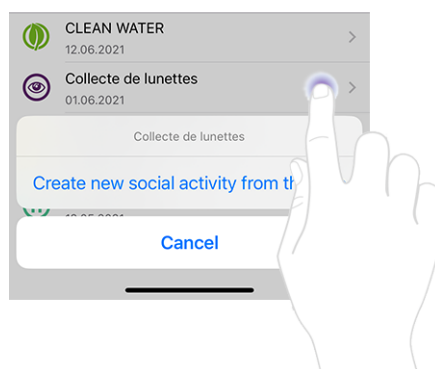 CLEAN WATER
12.06.2021
Collecte de lunettes
01.06.2021
Collecte de lunettes
Create new social activity from
Cancel